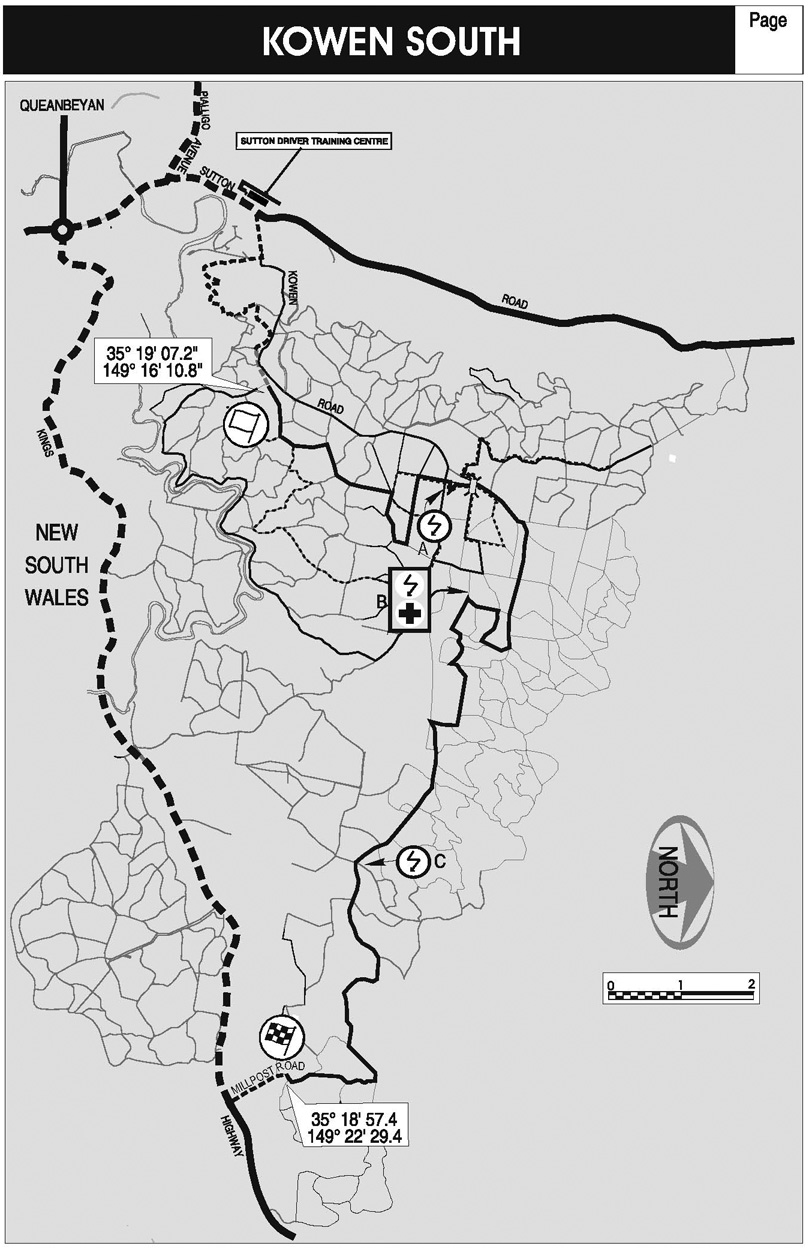 KOWEN SOUTH
Page
QUEANBEYAN
PIALLIGO
AVENUE
SUTTON DRIVER TRAINING CENTRE
SUTTON
ROAD
KOWEN
ROAD
35° 19' 07.2"
149° 16' 10.8"
KINGS
NEW
SOUTH
WALES
A
B
C
NORTH
0 1 2
MILLPOST ROAD
35° 18' 57.4
149° 22' 29.4
HIGHWAY